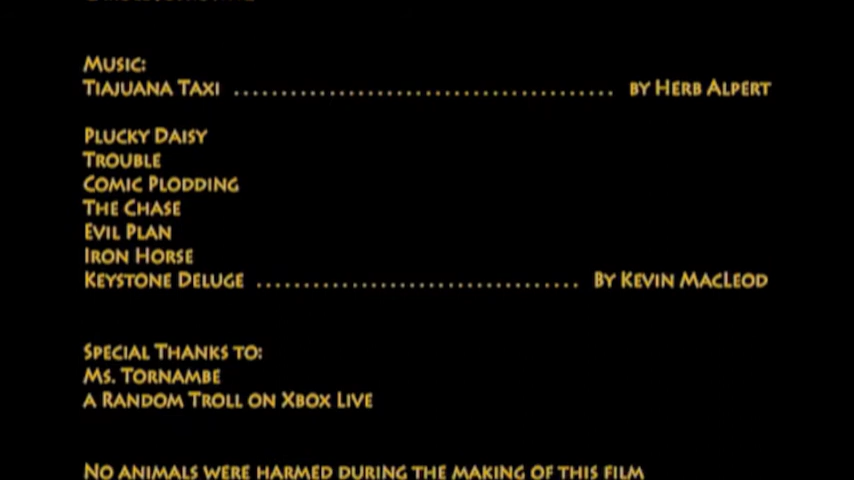 Music:
Tiajuana Taxi ........................................ by Herb Alpert
Plucky Daisy
Trouble
Comic Plodding
The Chase
Evil Plan
Iron Horse
Keystone Deluge .................................. By Kevin MacLeod
Special Thanks to:
Ms. Tornambe
a Random Troll on Xbox Live
No animals were harmed during the making of this film